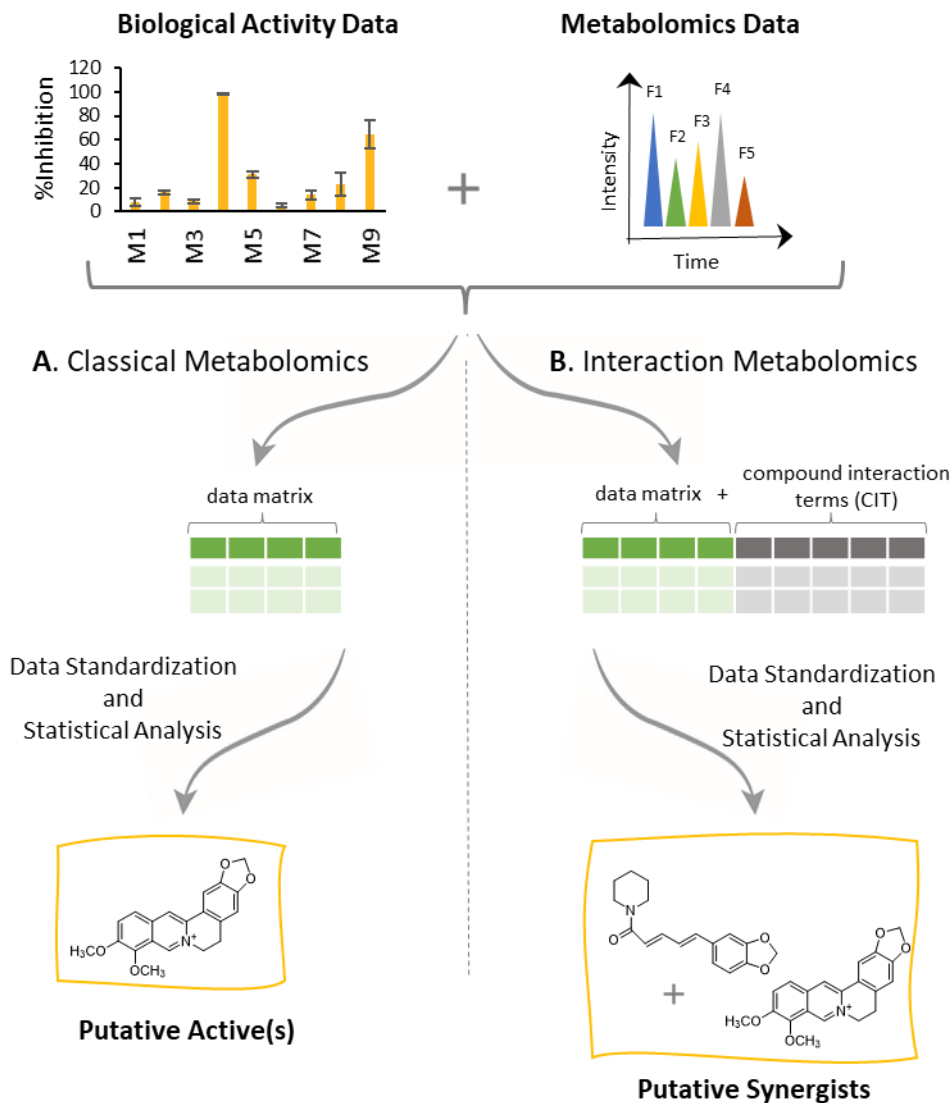 Biological Activity Data
Metabolomics Data
120
100
80
60
40
20
0
%Inhibition
M1
M3
M5
M7
M9
+
Intensity
F1
F2
F3
F4
F5
Time
A. Classical Metabolomics
B. Interaction Metabolomics
data matrix
data matrix +
compound interaction
terms (CIT)
Data Standardization
and
Statistical Analysis
Data Standardization
and
Statistical Analysis
O
O
N+
H₃CO
OCH₃
Putative Active(s)
N
O
O
O
+
O
O
N+
H₃CO
OCH₃
Putative Synergists